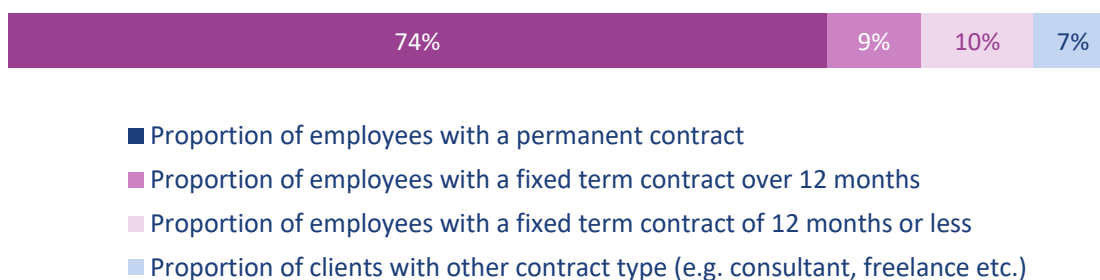 74% 9% 10% 7%
Proportion of employees with a permanent contract
Proportion of employees with a fixed term contract over 12 months
Proportion of employees with a fixed term contract of 12 months or less
Proportion of clients with other contract type (e.g. consultant, freelance etc.)